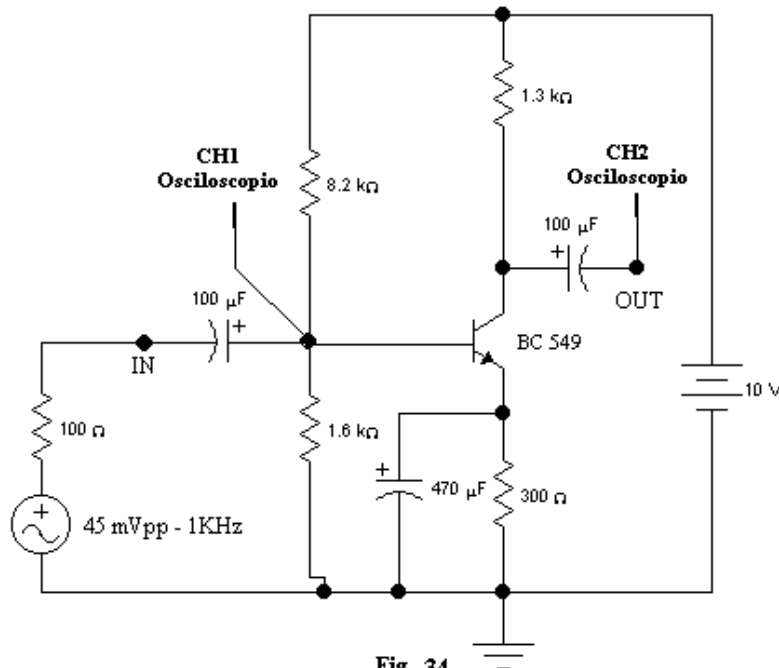 1.3 kΩ
CH1
Osciloscopio
8.2 kΩ
CH2
Osciloscopio
100 µF
+
OUT
100 µF
+
IN
BC 549
10 V
100 Ω
1.6 kΩ
+
470 µF
300 Ω
+
45 mVpp - 1KHz
Fig. 34